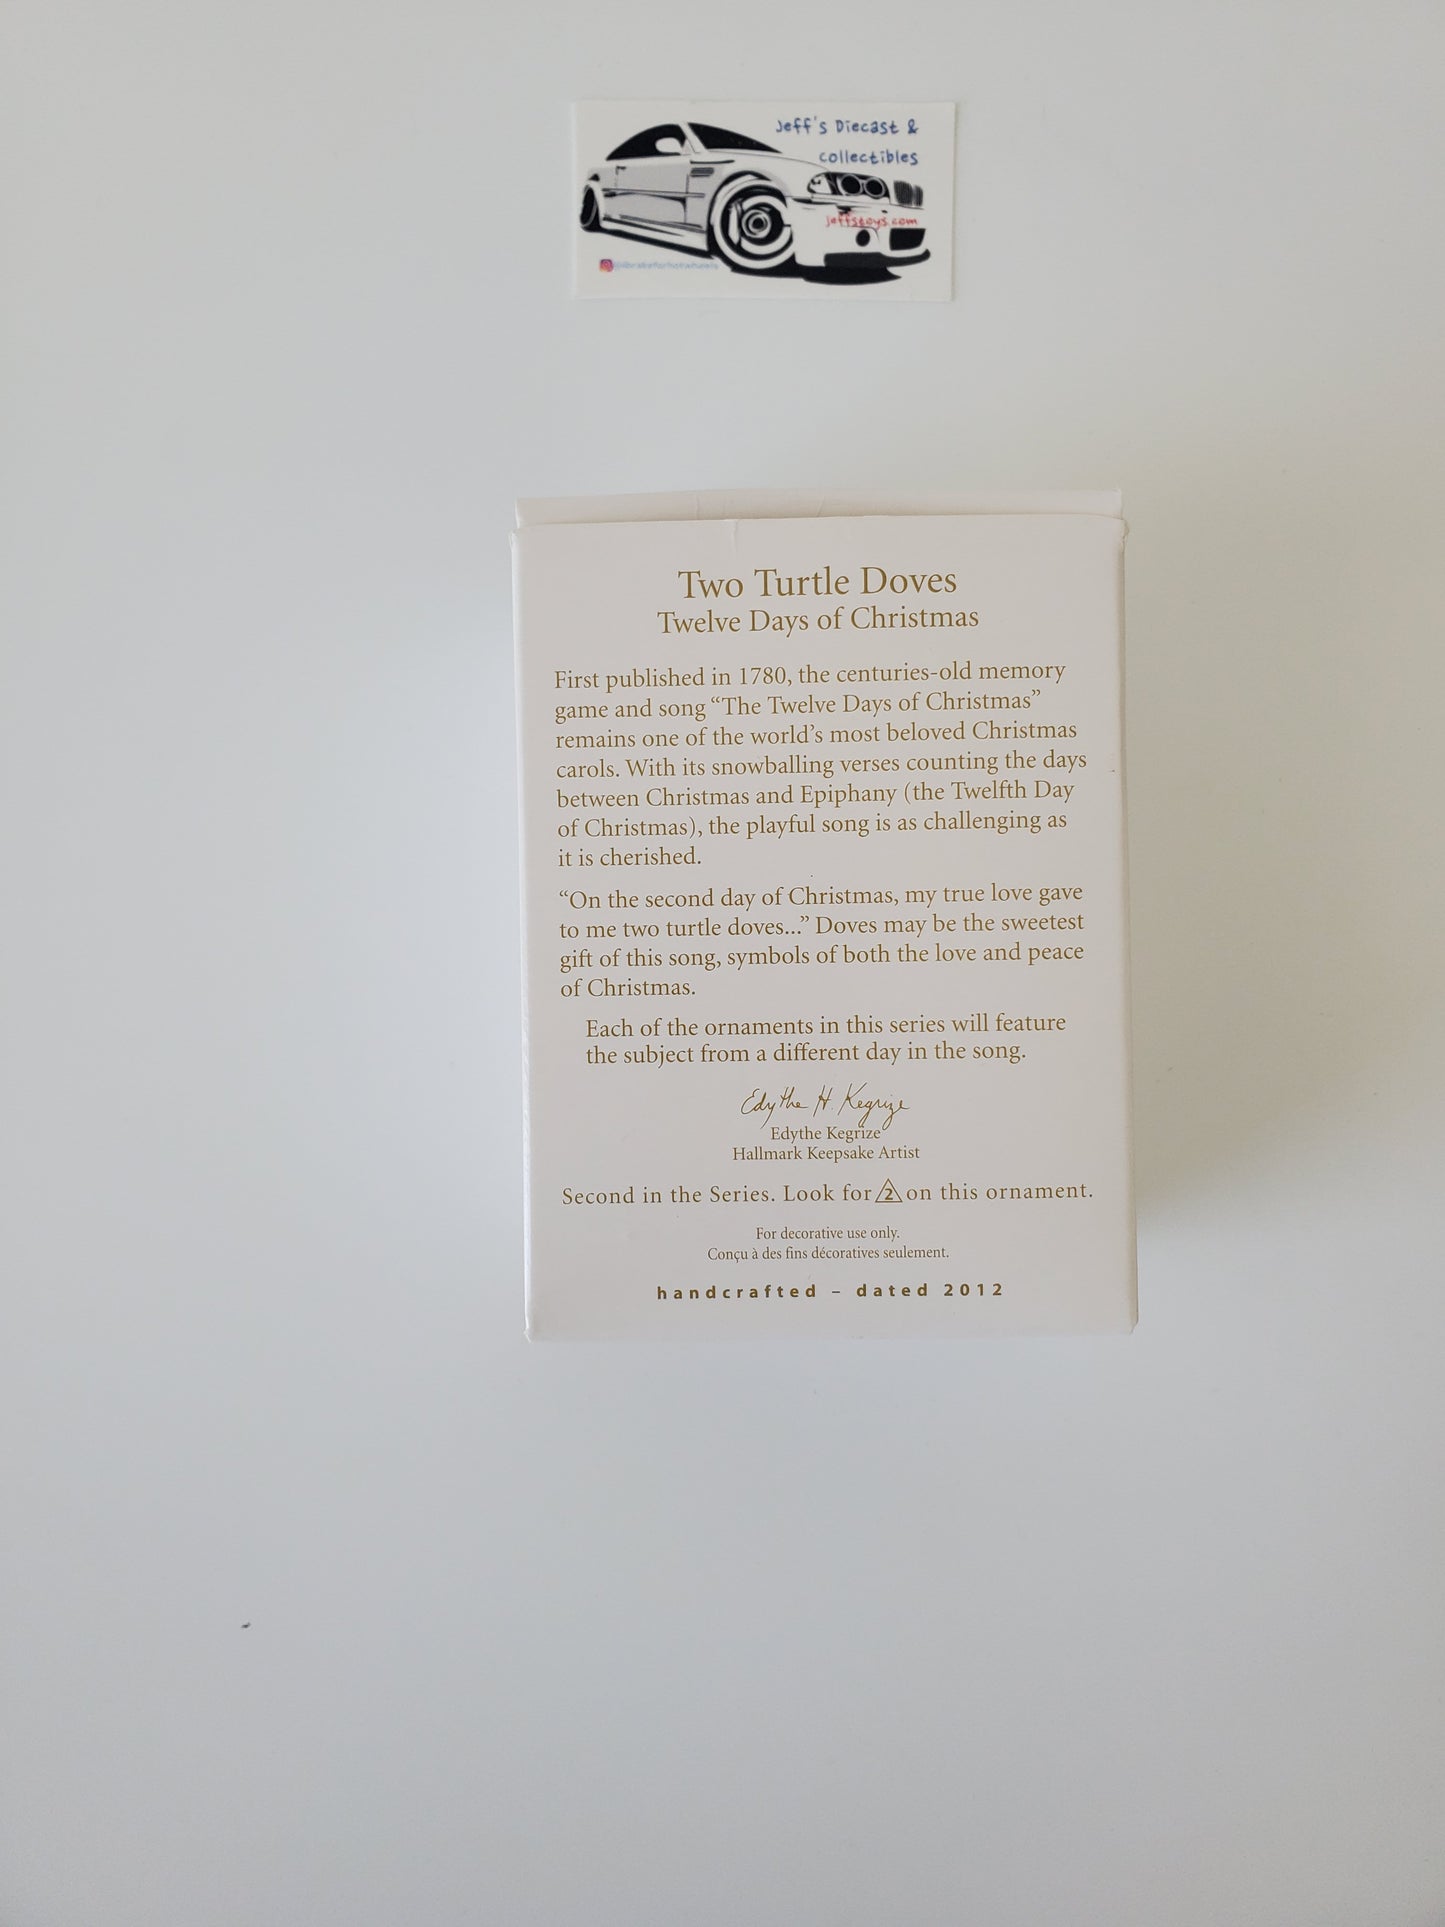 Jeff's Diecast &
collectibles
jeffstoys.com
Two Turtle Doves
Twelve Days of Christmas
First published in 1780, the centuries-old memory
game and song “The Twelve Days of Christmas”
remains one of the world’s most beloved Christmas
carols. With its snowballing verses counting the days
between Christmas and Epiphany (the Twelfth Day
of Christmas), the playful song is as challenging as
it is cherished.
“On the second day of Christmas, my true love gave
to me two turtle doves...” Doves may be the sweetest
gift of this song, symbols of both the love and peace
of Christmas.
Each of the ornaments in this series will feature
the subject from a different day in the song.
Edythe H. Kegrize
Edythe Kegrize
Hallmark Keepsake Artist
Second in the Series. Look for 2 on this ornament.
For decorative use only.
Conçu à des fins décoratives seulement.
handcrafted – dated 2012